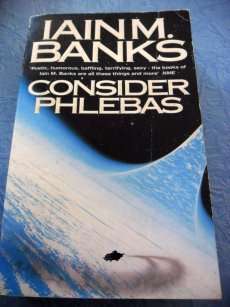 IAIN M.
BANKS
'Poetic, humorous, baffling, terrifying, sexy - the books of
Iain M. Banks are all these things and more' NME
CONSIDER
PHLEBAS